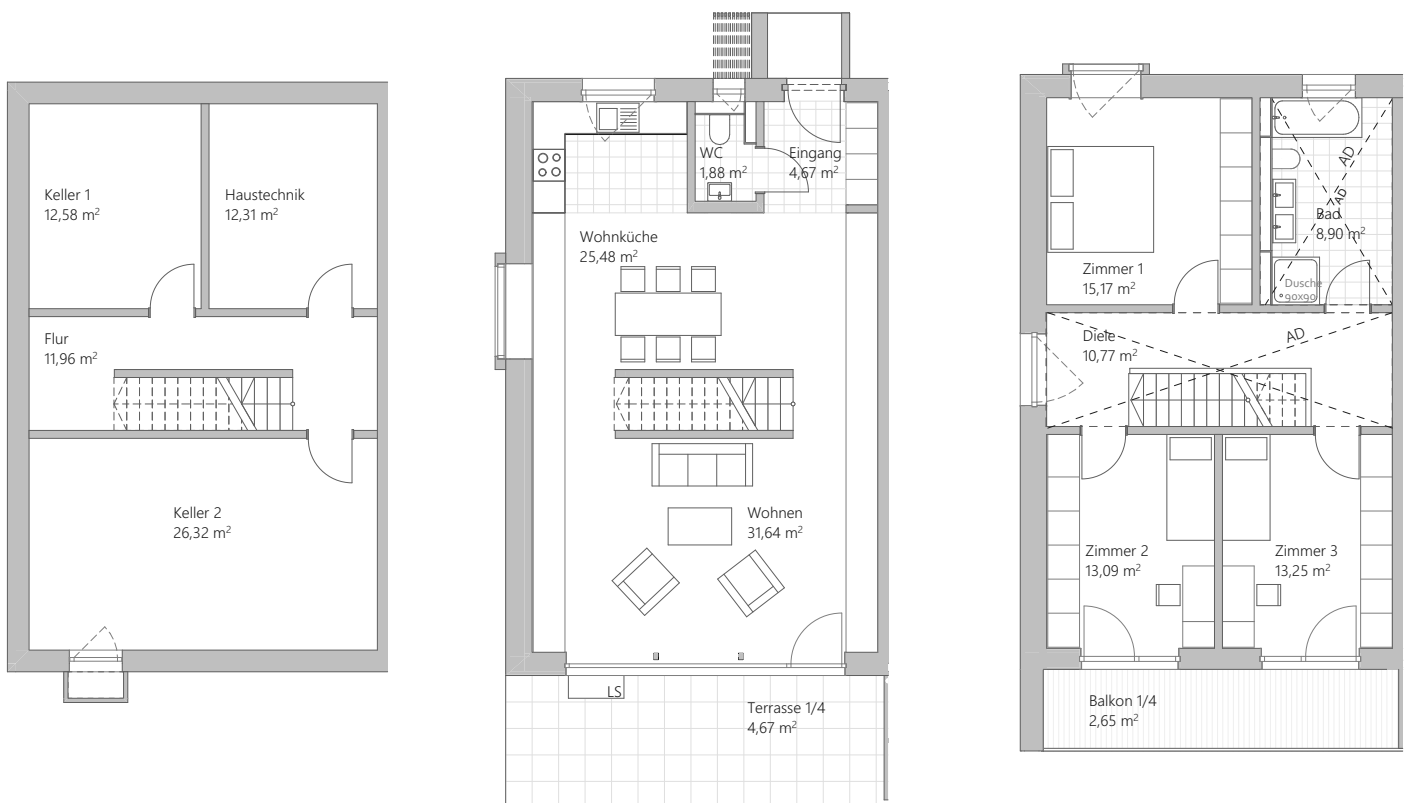 Keller 1
12,58 m²
Haustechnik
12,31 m²
Flur
11,96 m²
Keller 2
26,32 m²
WC
1,88 m²
Eingang
4,67 m²
Wohnküche
25,48 m²
Wohnen
31,64 m²
LS
Terrasse 1/4
4,67 m²
AD
AD
Bad
8,90 m²
Zimmer 1
15,17 m²
Dusche
90x90
Diele
10,77 m²
AD
Zimmer 2
13,09 m²
Zimmer 3
13,25 m²
Balkon 1/4
2,65 m²